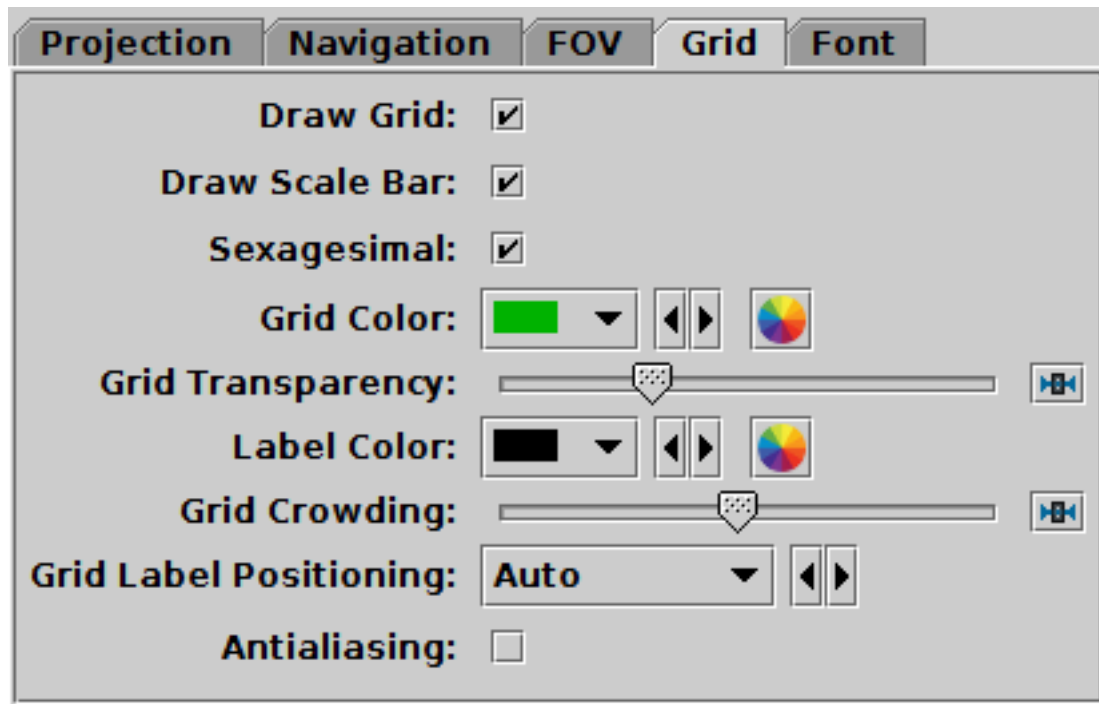 Projection Navigation FOV Grid Font
Draw Grid:
Draw Scale Bar:
Sexagesimal:
Grid Color:
Grid Transparency:
Label Color:
Grid Crowding:
Grid Label Positioning: Auto
Antialiasing: